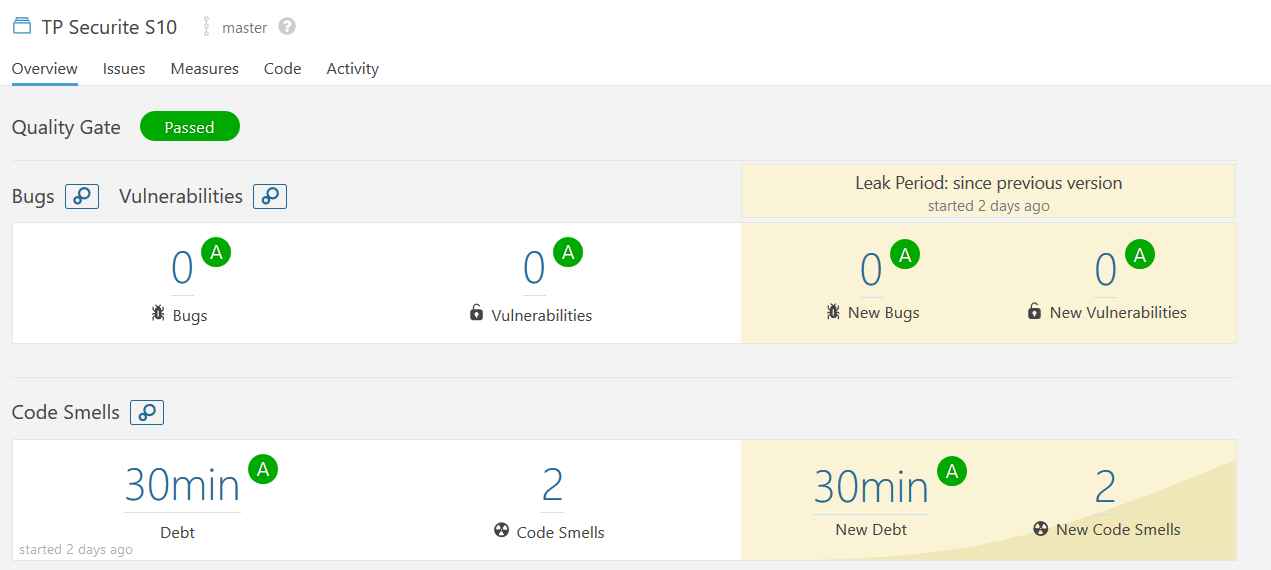 TP Securite S10 master ?
Overview Issues Measures Code Activity
Quality Gate Passed
Bugs Vulnerabilities
Leak Period: since previous version
started 2 days ago
0 A 0 A 0 A 0 A
Bugs Vulnerabilities New Bugs New Vulnerabilities
Code Smells
30min A 2 30min A 2
Debt Code Smells New Debt New Code Smells
started 2 days ago